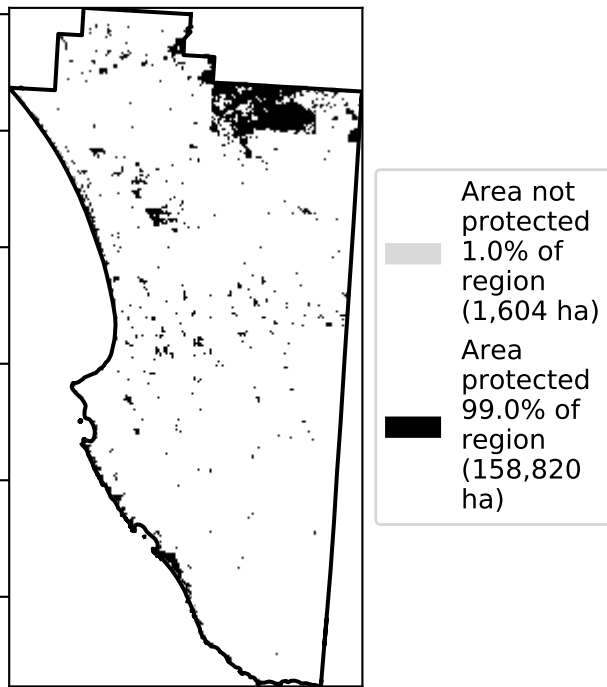 Area not
protected
1.0% of
region
(1,604 ha)
Area
protected
99.0% of
region
(158,820
ha)